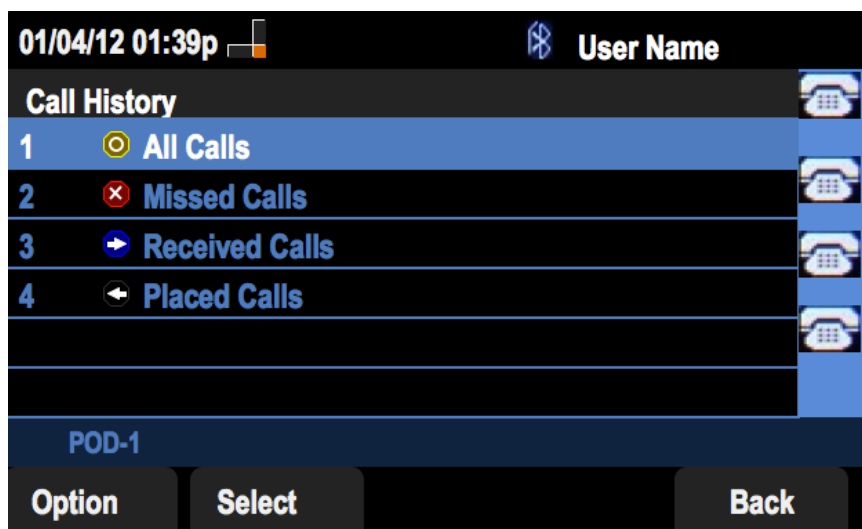 01/04/12 01:39p User Name
Call History
1 All Calls
2 Missed Calls
3 Received Calls
4 Placed Calls
POD-1
Option Select Back